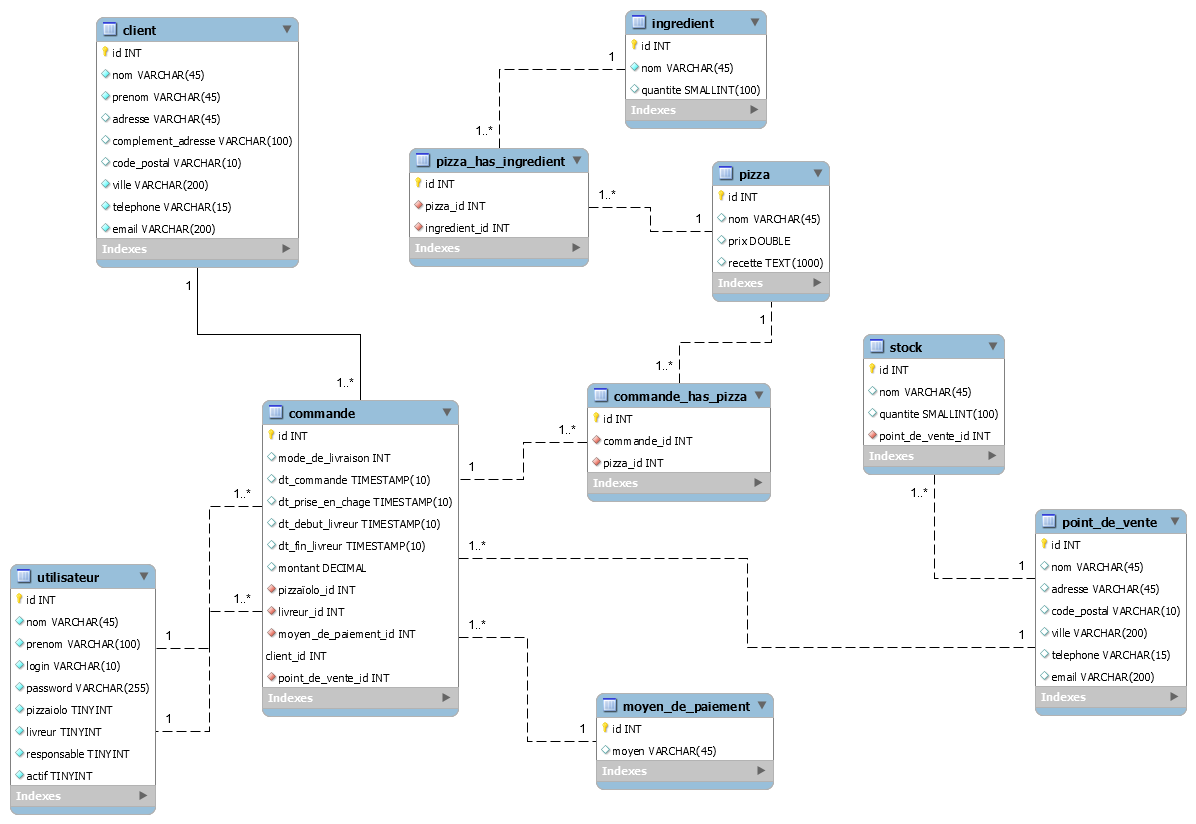 client
id INT
nom VARCHAR(45)
prenom VARCHAR(45)
adresse VARCHAR(45)
complement_adresse VARCHAR(100)
code_postal VARCHAR(10)
ville VARCHAR(200)
telephone VARCHAR(15)
email VARCHAR(200)
Indexes
1
1..*
ingredient
id INT
nom VARCHAR(45)
quantite SMALLINT(100)
Indexes
1
1..*
pizza_has_ingredient
id INT
pizza_id INT
ingredient_id INT
Indexes
1..*
1
pizza
id INT
nom VARCHAR(45)
prix DOUBLE
recette TEXT(1000)
Indexes
1
1..*
stock
id INT
nom VARCHAR(45)
quantite SMALLINT(100)
point_de_vente_id INT
Indexes
1..*
1
commande_has_pizza
id INT
commande_id INT
pizza_id INT
Indexes
1..*
1
commande
id INT
mode_de_livraison INT
dt_commande TIMESTAMP(10)
dt_prise_en_chage TIMESTAMP(10)
dt_debut_livreur TIMESTAMP(10)
dt_fin_livreur TIMESTAMP(10)
montant DECIMAL
pizzaïolo_id INT
livreur_id INT
moyen_de_paiement_id INT
client_id INT
point_de_vente_id INT
Indexes
1..*
1..*
1..*
1
1..*
1
point_de_vente
id INT
nom VARCHAR(45)
adresse VARCHAR(45)
code_postal VARCHAR(10)
ville VARCHAR(200)
telephone VARCHAR(15)
email VARCHAR(200)
Indexes
utilisateur
id INT
nom VARCHAR(45)
prenom VARCHAR(100)
login VARCHAR(10)
password VARCHAR(255)
pizzaiolo TINYINT
livreur TINYINT
responsable TINYINT
actif TINYINT
Indexes
1
1
moyen_de_paiement
id INT
moyen VARCHAR(45)
Indexes